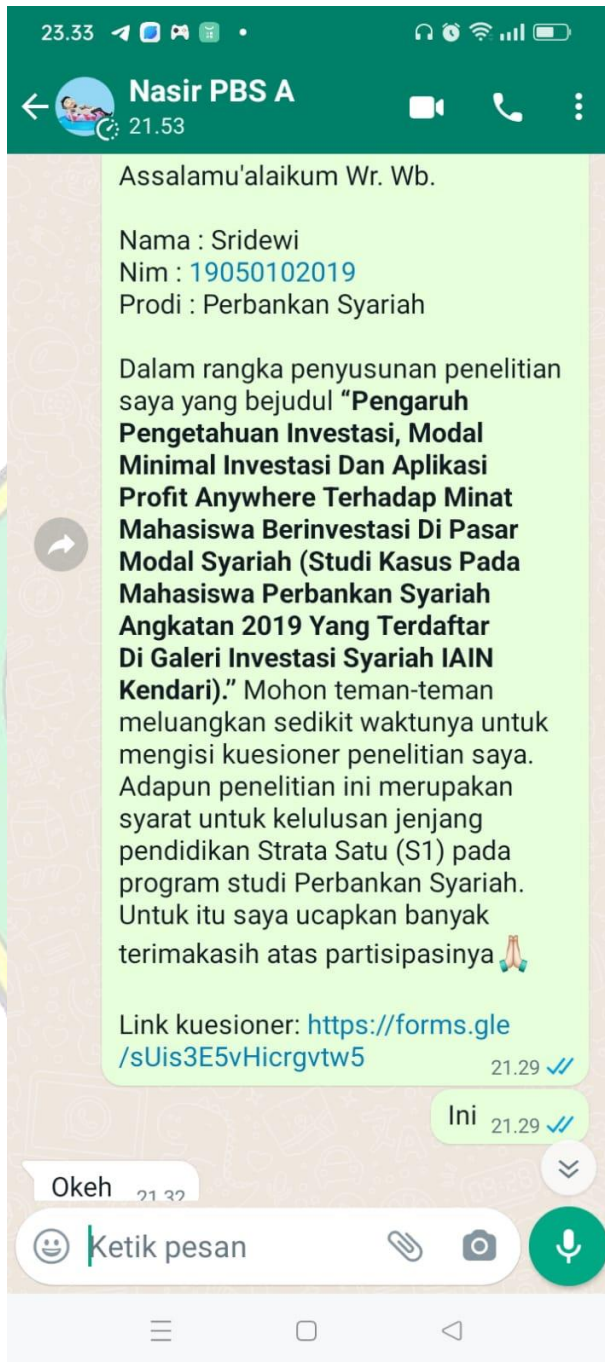 23.33
Nasir PBS A
21.53
Assalamu'alaikum Wr. Wb.
Nama : Sridewi
Nim : 19050102019
Prodi : Perbankan Syariah
Dalam rangka penyusunan penelitian
saya yang bejudul “Pengaruh
Pengetahuan Investasi, Modal
Minimal Investasi Dan Aplikasi
Profit Anywhere Terhadap Minat
Mahasiswa Berinvestasi Di Pasar
Modal Syariah (Studi Kasus Pada
Mahasiswa Perbankan Syariah
Angkatan 2019 Yang Terdaftar
Di Galeri Investasi Syariah IAIN
Kendari).” Mohon teman-teman
meluangkan sedikit waktunya untuk
mengisi kuesioner penelitian saya.
Adapun penelitian ini merupakan
syarat untuk kelulusan jenjang
pendidikan Strata Satu (S1) pada
program studi Perbankan Syariah.
Untuk itu saya ucapkan banyak
terimakasih atas partisipasinya🙏🏻
Link kuesioner: https://forms.gle
/sUis3E5vHicrgvtw5
21.29
Ini 21.29
Okeh 21.32
Ketik pesan